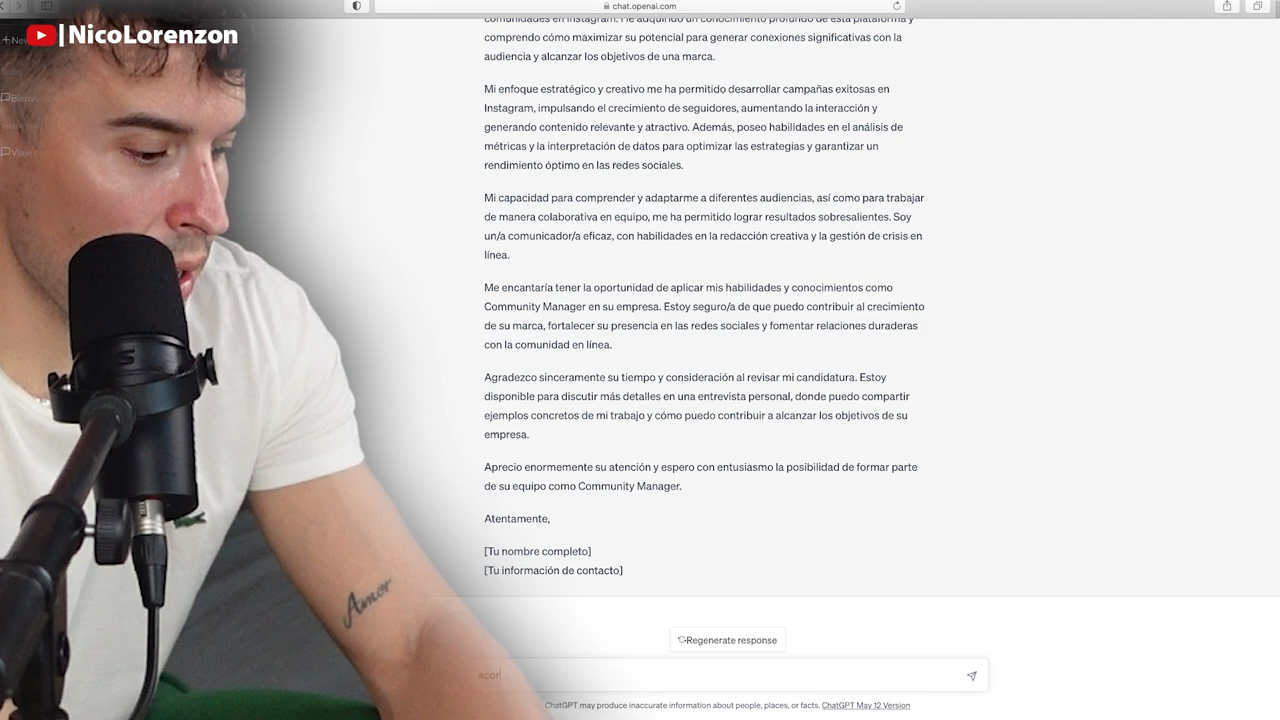 chat.openai.com
| NicoLorenzon
comunidades en Instagram. He adquirido un conocimiento profundo de esta plataforma y
comprendo cómo maximizar su potencial para generar conexiones significativas con la
audiencia y alcanzar los objetivos de una marca.
Mi enfoque estratégico y creativo me ha permitido desarrollar campañas exitosas en
Instagram, impulsando el crecimiento de seguidores, aumentando la interacción y
generando contenido relevante y atractivo. Además, poseo habilidades en el análisis de
métricas y la interpretación de datos para optimizar las estrategias y garantizar un
rendimiento óptimo en las redes sociales.
Mi capacidad para comprender y adaptarme a diferentes audiencias, así como para trabajar
de manera colaborativa en equipo, me ha permitido lograr resultados sobresalientes. Soy
un/a comunicador/a eficaz, con habilidades en la redacción creativa y la gestión de crisis en
línea.
Me encantaría tener la oportunidad de aplicar mis habilidades y conocimientos como
Community Manager en su empresa. Estoy seguro/a de que puedo contribuir al crecimiento
de su marca, fortalecer su presencia en las redes sociales y fomentar relaciones duraderas
con la comunidad en línea.
Agradezco sinceramente su tiempo y consideración al revisar mi candidatura. Estoy
disponible para discutir más detalles en una entrevista personal, donde puedo compartir
ejemplos concretos de mi trabajo y cómo puedo contribuir a alcanzar los objetivos de su
empresa.
Aprecio enormemente su atención y espero con entusiasmo la posibilidad de formar parte
de su equipo como Community Manager.
Atentamente,
[Tu nombre completo]
[Tu información de contacto]
Amor
Regenerate response
acor
ChatGPT may produce inaccurate information about people, places, or facts. ChatGPT May 12 Version